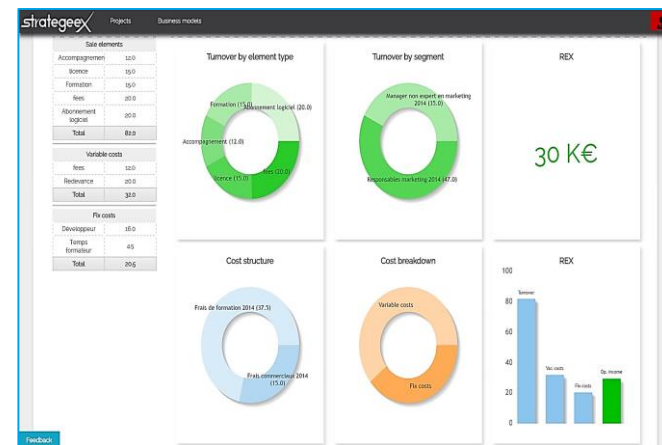 strategeex Projects Business models
Sale elements
Accompagnemen 12.0
licence 15.0
Formation 15.0
fees 20.0
Abonnement
logiciel 20.0
Total 82.0
Variable costs
fees 12.0
Redevance 20.0
Total 32.0
Fix costs
Développeur 16.0
Temps
formateur 4.5
Total 20.5
Turnover by element type
Formation (15.0)
Abonnement logiciel (20.0)
Accompagnement (12.0)
licence (15.0)
fees (20.0)
Turnover by segment
Manager non expert en marketing
2014 (35.0)
Responsables marketing 2014 (47.0)
REX
30 K€
Cost structure
Frais de formation 2014 (37.5)
Frais commerciaux 2014
(15.0)
Cost breakdown
Variable costs
Fix costs
REX
100
80
60
40
20
0
Turnover
Var. costs
Fix costs
Op. income
Feedback